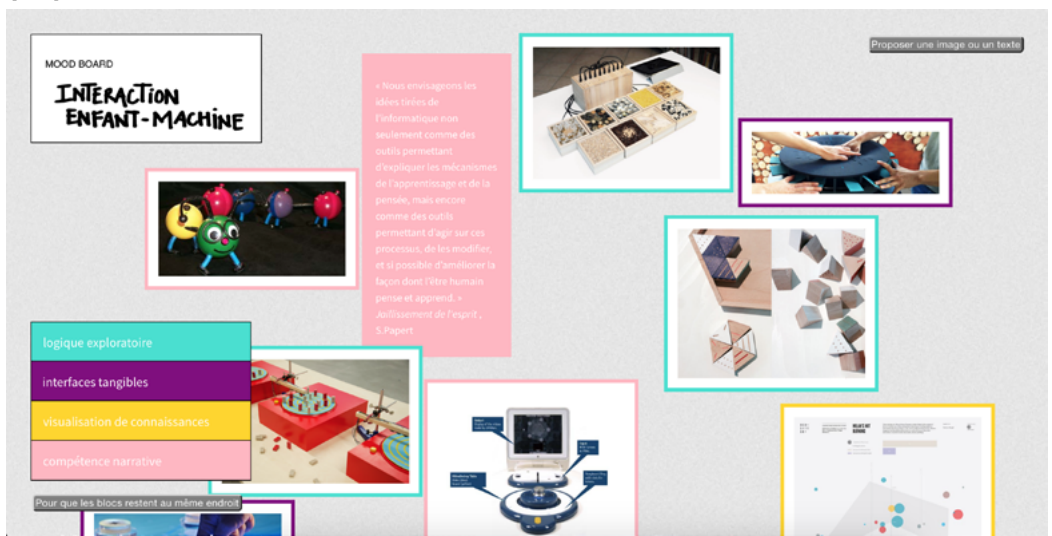 MOOD BOARD
INTERACTION
ENFANT-MACHINE
Proposer une image ou un texte
« Nous envisageons les
idées tirées de
l'informatique non
seulement comme des
outils permettant
d'expliquer les mécanismes
de l'apprentissage et de la
pensée, mais encore
comme des outils
permettant d'agir sur ces
processus, de les modifier,
et si possible d'améliorer la
façon dont l'être humain
pense et apprend. »
Jaillissement de l'esprit ,
S.Papert
logique exploratoire
interfaces tangibles
visualisation de connaissances
compétence narrative
Pour que les blocs restent au même endroit